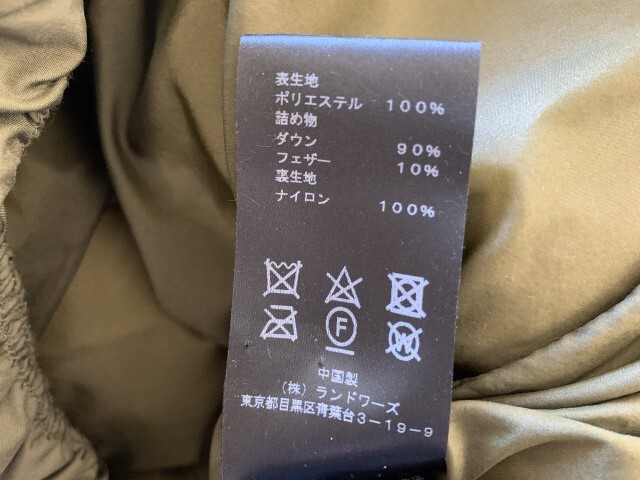 表生地
ポリエステル 100%
詰め物
ダウン 90%
フェザー 10%
裏生地
ナイロン 100%
F
W
中国製
(株)ランドワーズ
東京都目黒区青葉台3-19-9